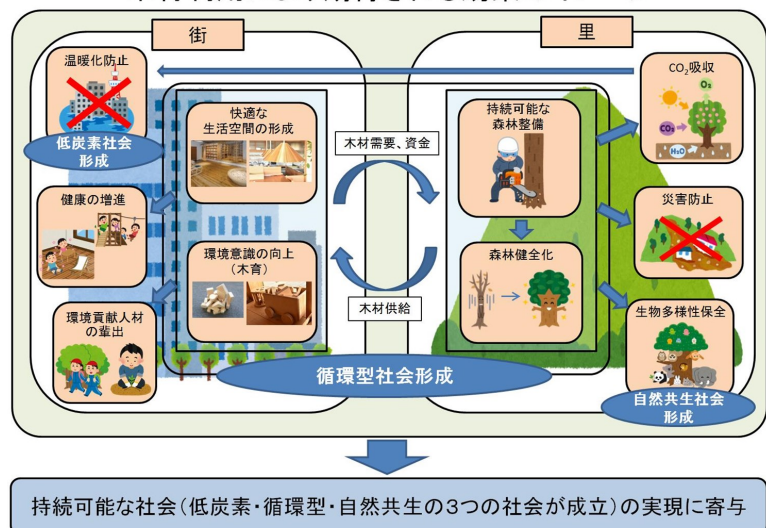 街
里
温暖化防止
低炭素社会
形成
快適な
生活空間の形成
健康の増進
環境意識の向上
(木育)
環境貢献人材
の輩出
木材需要、資金
木材供給
持続可能な
森林整備
森林健全化
CO₂吸収
O₂
CO₂
H₂O
災害防止
生物多様性保全
自然共生社会
形成
循環型社会形成
持続可能な社会(低炭素・循環型・自然共生の3つの社会が成立)の実現に寄与